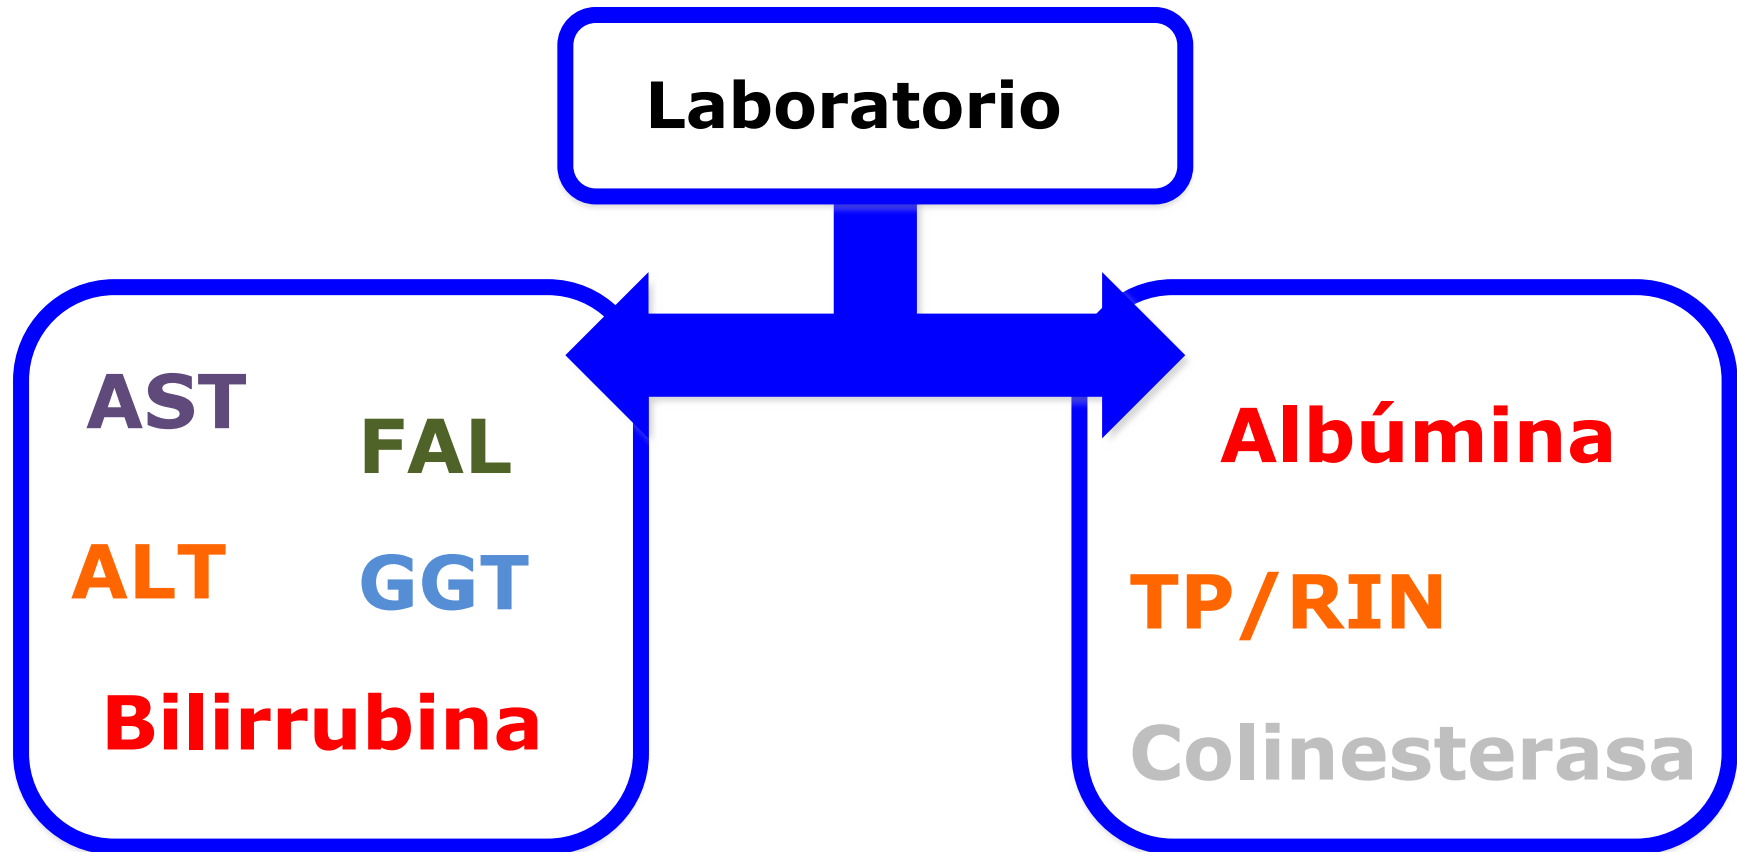 Laboratorio
AST
FAL
ALT
GGT
Bilirrubina
Albúmina
TP/RIN
Colinesterasa